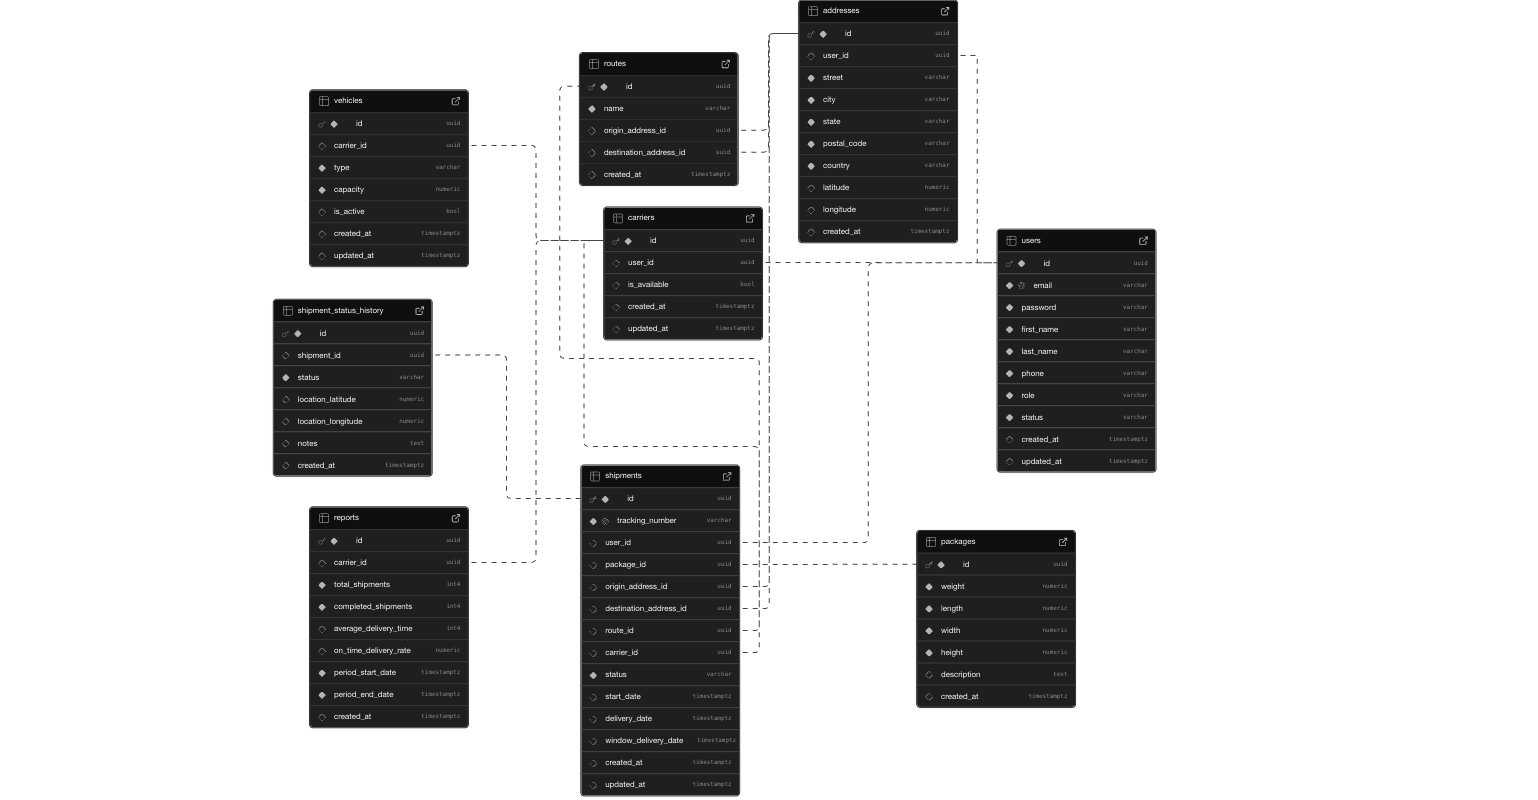 addresses
id uuid
user_id uuid
street varchar
city varchar
state varchar
postal_code varchar
country varchar
latitude numeric
longitude numeric
created_at timestamptz
routes
id uuid
name varchar
origin_address_id uuid
destination_address_id uuid
created_at timestamptz
vehicles
id uuid
carrier_id uuid
type varchar
capacity numeric
is_active bool
created_at timestamptz
updated_at timestamptz
carriers
id uuid
user_id uuid
is_available bool
created_at timestamptz
updated_at timestamptz
users
id uuid
email varchar
password varchar
first_name varchar
last_name varchar
phone varchar
role varchar
status varchar
created_at timestamptz
updated_at timestamptz
shipment_status_history
id uuid
shipment_id uuid
status varchar
location_latitude numeric
location_longitude numeric
notes text
created_at timestamptz
shipments
id uuid
tracking_number varchar
user_id uuid
package_id uuid
origin_address_id uuid
destination_address_id uuid
route_id uuid
carrier_id uuid
status varchar
start_date timestamptz
delivery_date timestamptz
window_delivery_date timestamptz
created_at timestamptz
updated_at timestamptz
reports
id uuid
carrier_id uuid
total_shipments int4
completed_shipments int4
average_delivery_time int4
on_time_delivery_rate numeric
period_start_date timestamptz
period_end_date timestamptz
created_at timestamptz
packages
id uuid
weight numeric
length numeric
width numeric
height numeric
description text
created_at timestamptz